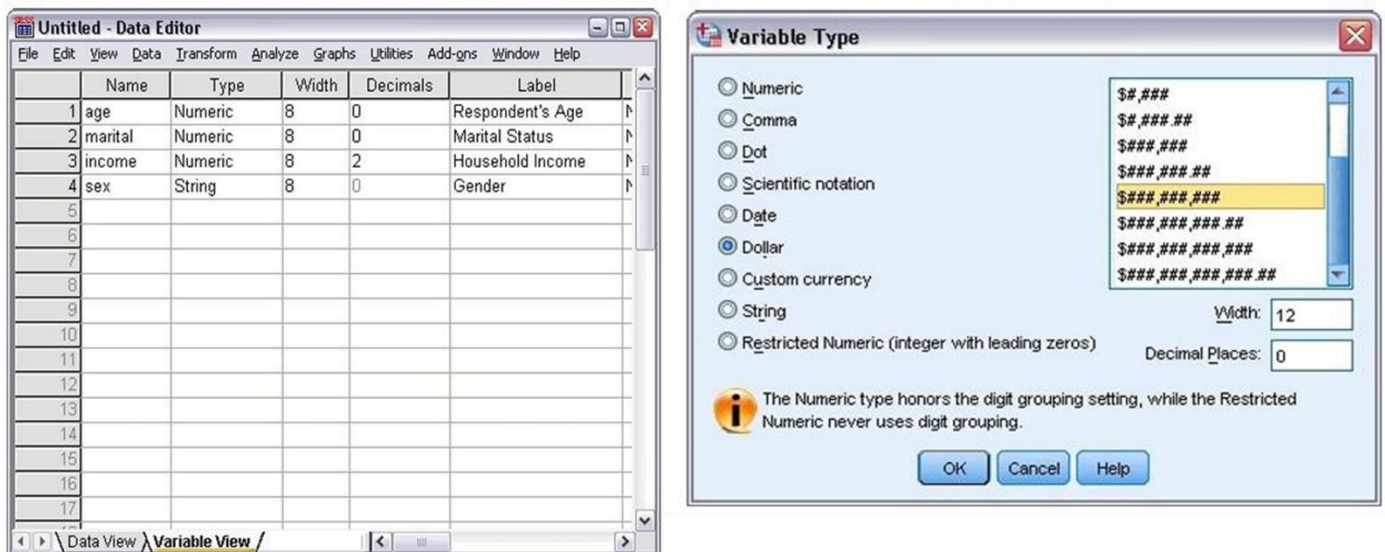 Untitled - Data Editor
File Edit View Data Transform Analyze Graphs Utilities Add-ons Window Help
Name Type Width Decimals Label
1 age Numeric 8 0 Respondent's Age
2 marital Numeric 8 0 Marital Status
3 income Numeric 8 2 Household Income
4 sex String 8 0 Gender
5
6
7
8
9
10
11
12
13
14
15
16
17
Data View Variable View
Variable Type
Numeric
Comma
Dot
Scientific notation
Date
Dollar
Custom currency
String
Restricted Numeric (integer with leading zeros)
$#,###
$#,###.##
$###,###
$###,###.##
$###,###,###
$###,###,###.##
$###,###,###,###
$###,###,###,###.##
Width: 12
Decimal Places: 0
The Numeric type honors the digit grouping setting, while the Restricted
Numeric never uses digit grouping.
OK Cancel Help